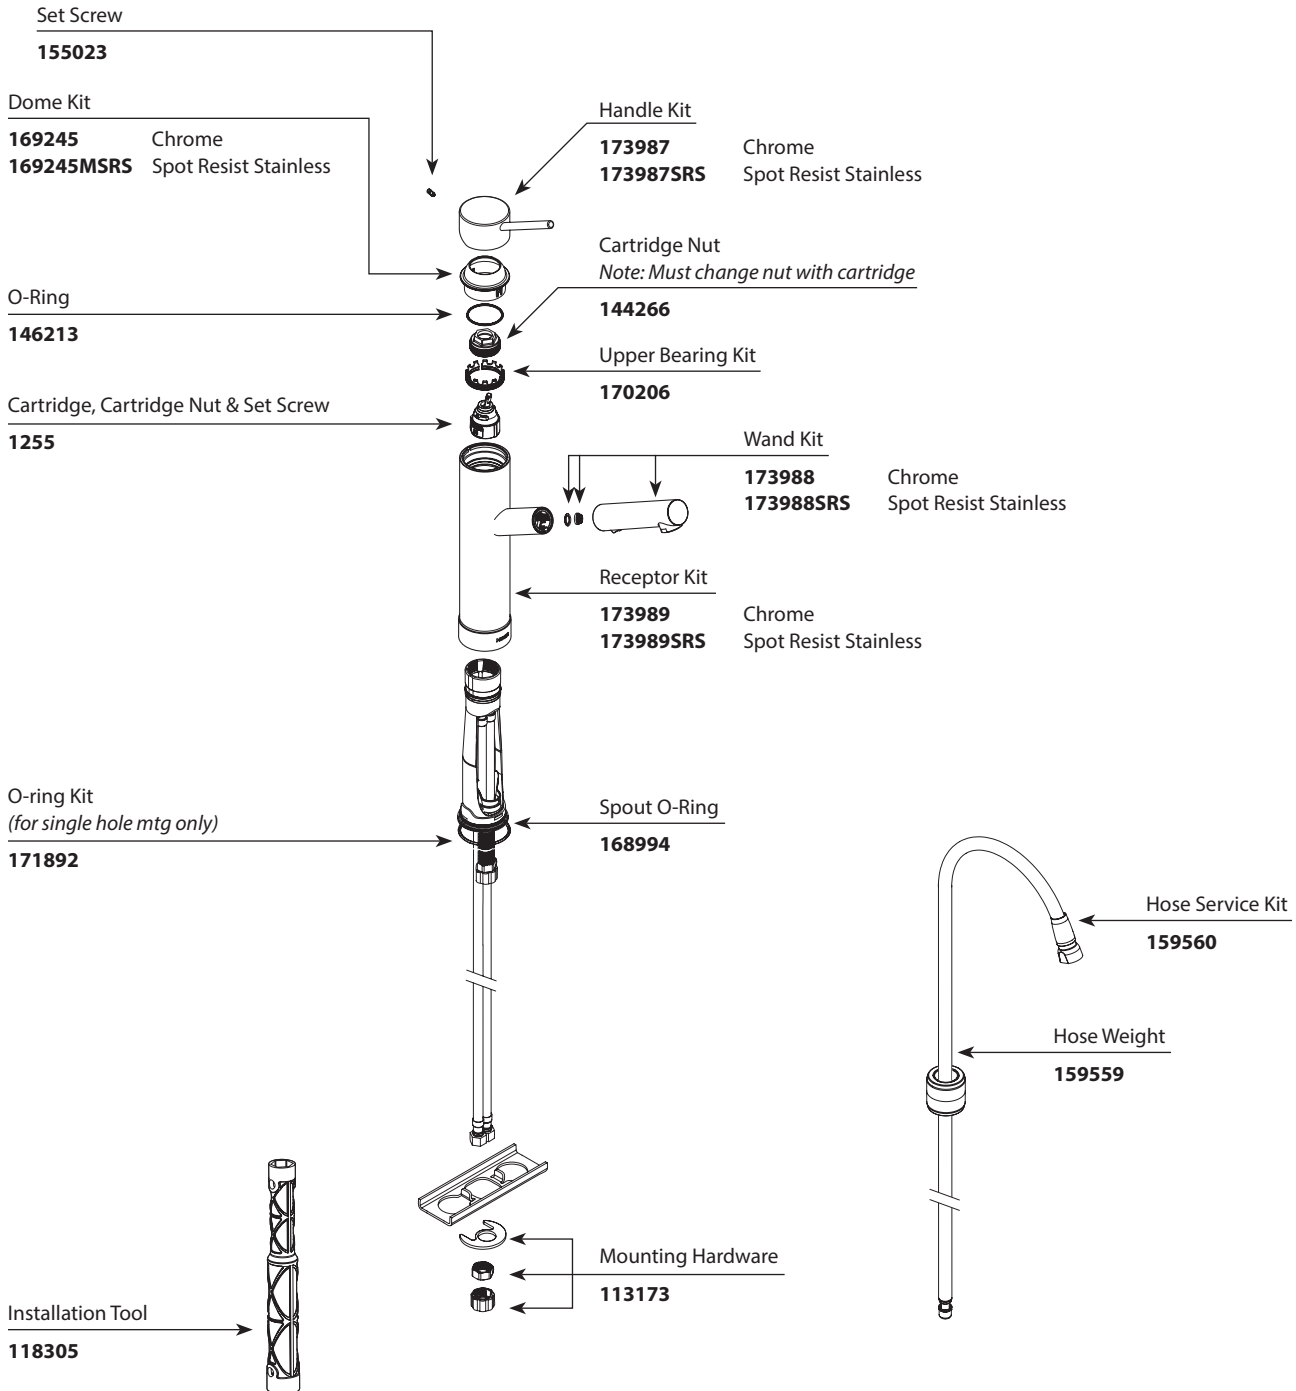 Set Screw
155023
Dome Kit
169245 Chrome
169245MSRS Spot Resist Stainless
Handle Kit
173987 Chrome
173987SRS Spot Resist Stainless
Cartridge Nut
Note: Must change nut with cartridge
144266
O-Ring
146213
Upper Bearing Kit
170206
Cartridge, Cartridge Nut & Set Screw
1255
Wand Kit
173988 Chrome
173988SRS Spot Resist Stainless
Receptor Kit
173989 Chrome
173989SRS Spot Resist Stainless
O-ring Kit
(for single hole mtg only)
171892
Spout O-Ring
168994
Hose Service Kit
159560
Hose Weight
159559
Mounting Hardware
113173
Installation Tool
118305